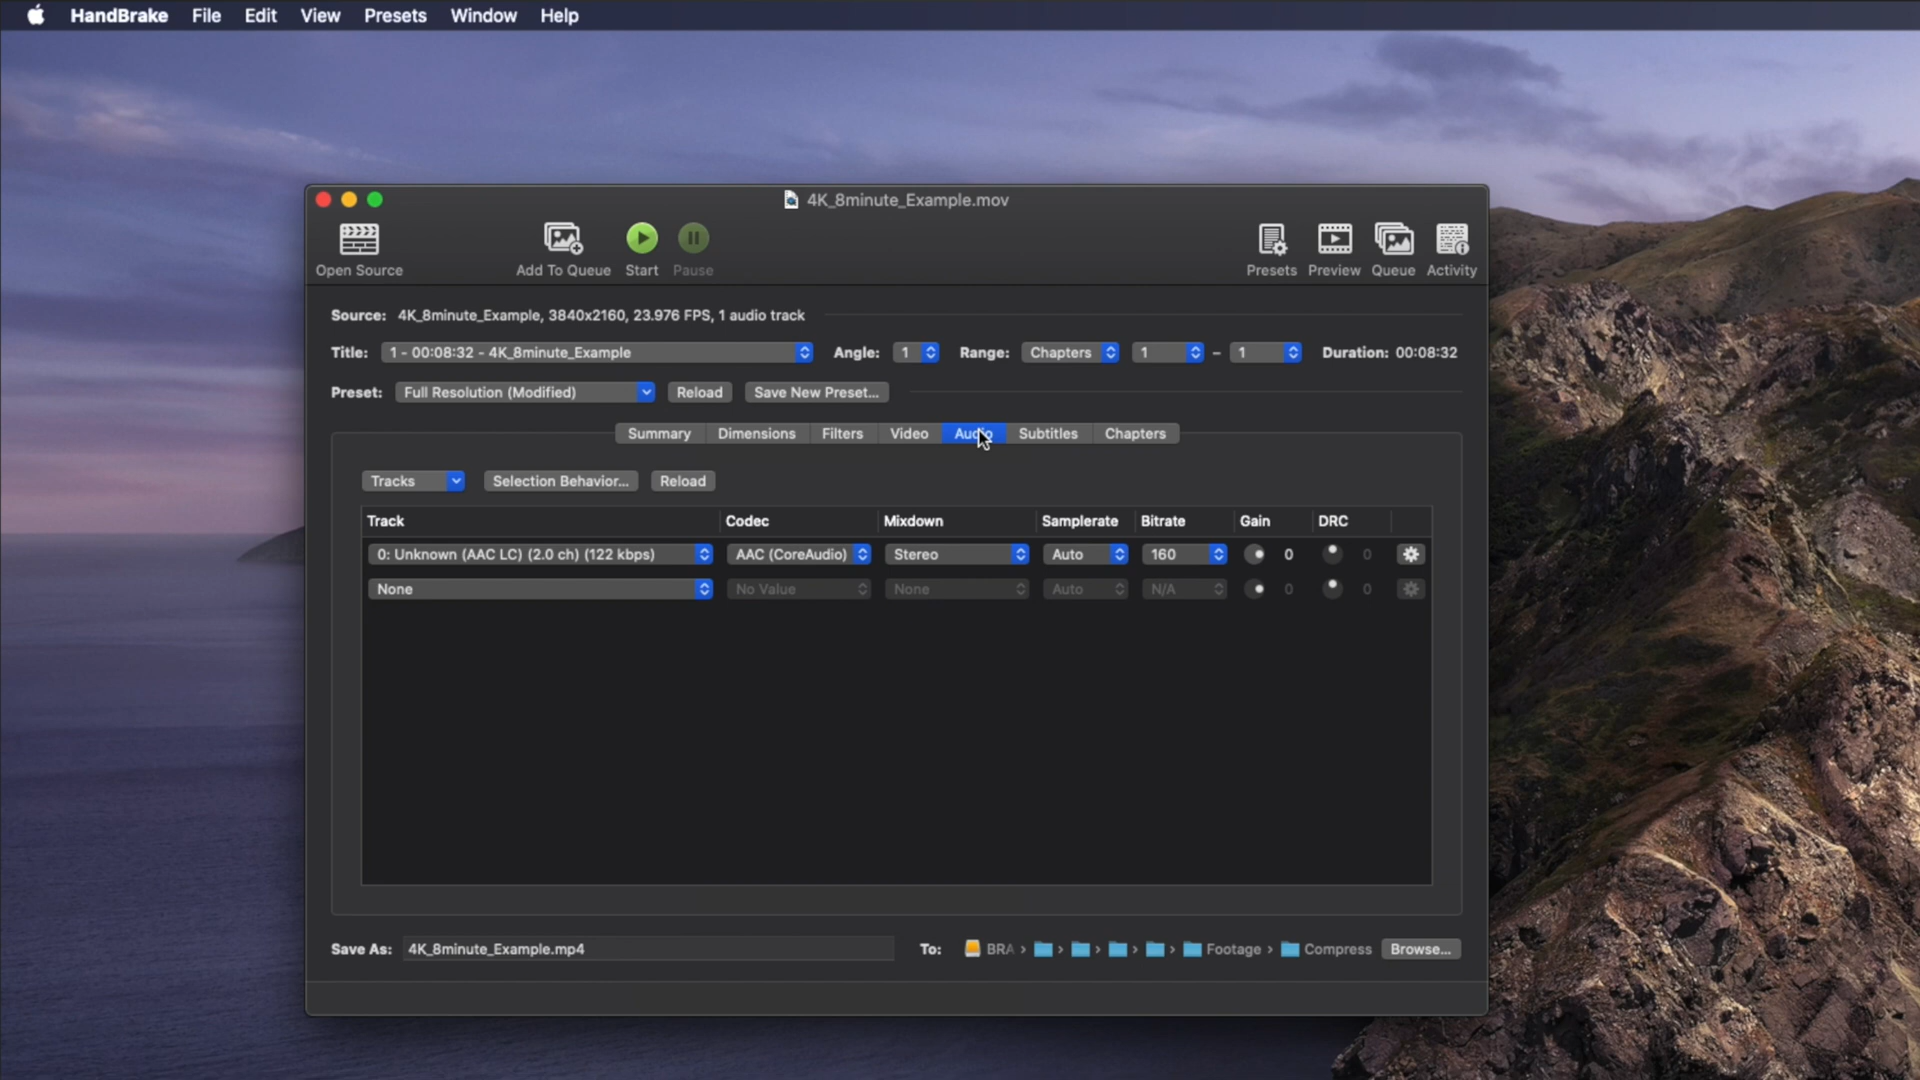 HandBrake File Edit View Presets Window Help
4K_8minute_Example.mov
Open Source Add To Queue Start Pause Presets Preview Queue Activity
Source: 4K_8minute_Example, 3840x2160, 23.976 FPS, 1 audio track
Title: 1 - 00:08:32 - 4K_8minute_Example Angle: 1 Range: Chapters 1 – 1 Duration: 00:08:32
Preset: Full Resolution (Modified) Reload Save New Preset...
Summary Dimensions Filters Video Audio Subtitles Chapters
Tracks Selection Behavior... Reload
Track Codec Mixdown Samplerate Bitrate Gain DRC
0: Unknown (AAC LC) (2.0 ch) (122 kbps) AAC (CoreAudio) Stereo Auto 160 0 0
None No Value None Auto N/A 0 0
Save As: 4K_8minute_Example.mp4 To: BRA › › › › › Footage › Compress Browse...